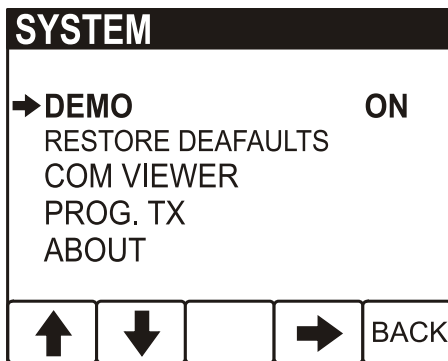 SYSTEM
DEMO ON
RESTORE DEAFAULTS
COM VIEWER
PROG. TX
ABOUT
BACK